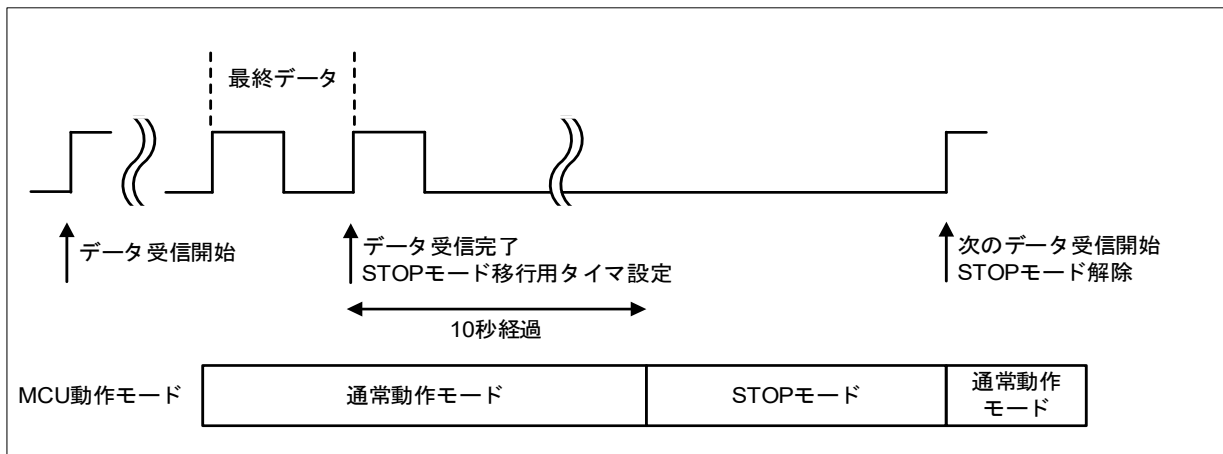 最終データ
データ受信開始
データ受信完了
STOPモード移行用タイマ設定
次のデータ受信開始
STOPモード解除
10秒経過
MCU動作モード
通常動作モード
STOPモード
通常動作
モード